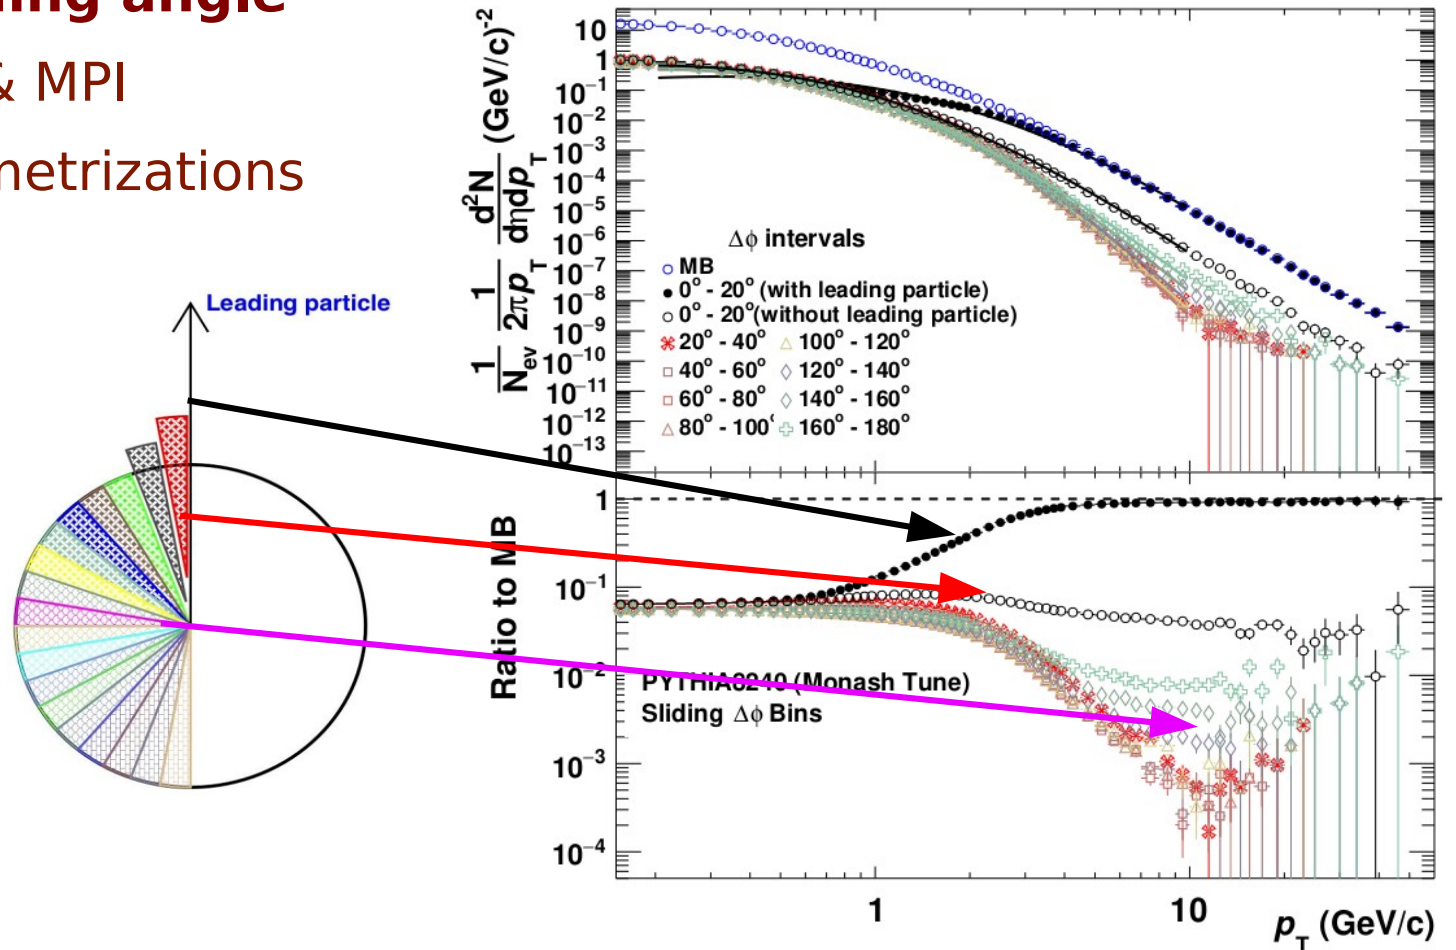 ning angle
& MPI
netrizations
Leading particle
1/N_ev 1/2πp_T d²N/dηdp_T (GeV/c)⁻²
10
1
10⁻¹
10⁻²
10⁻³
10⁻⁴
10⁻⁵
10⁻⁶
10⁻⁷
10⁻⁸
10⁻⁹
10⁻¹⁰
10⁻¹¹
10⁻¹²
10⁻¹³
Δϕ intervals
MB
0° - 20° (with leading particle)
0° - 20°(without leading particle)
20° - 40° 100° - 120°
40° - 60° 120° - 140°
60° - 80° 140° - 160°
80° - 100° 160° - 180°
Ratio to MB
1
10⁻¹
10⁻²
10⁻³
10⁻⁴
PYTHIA8240 (Monash Tune)
Sliding Δϕ Bins
1 10
p_T (GeV/c)